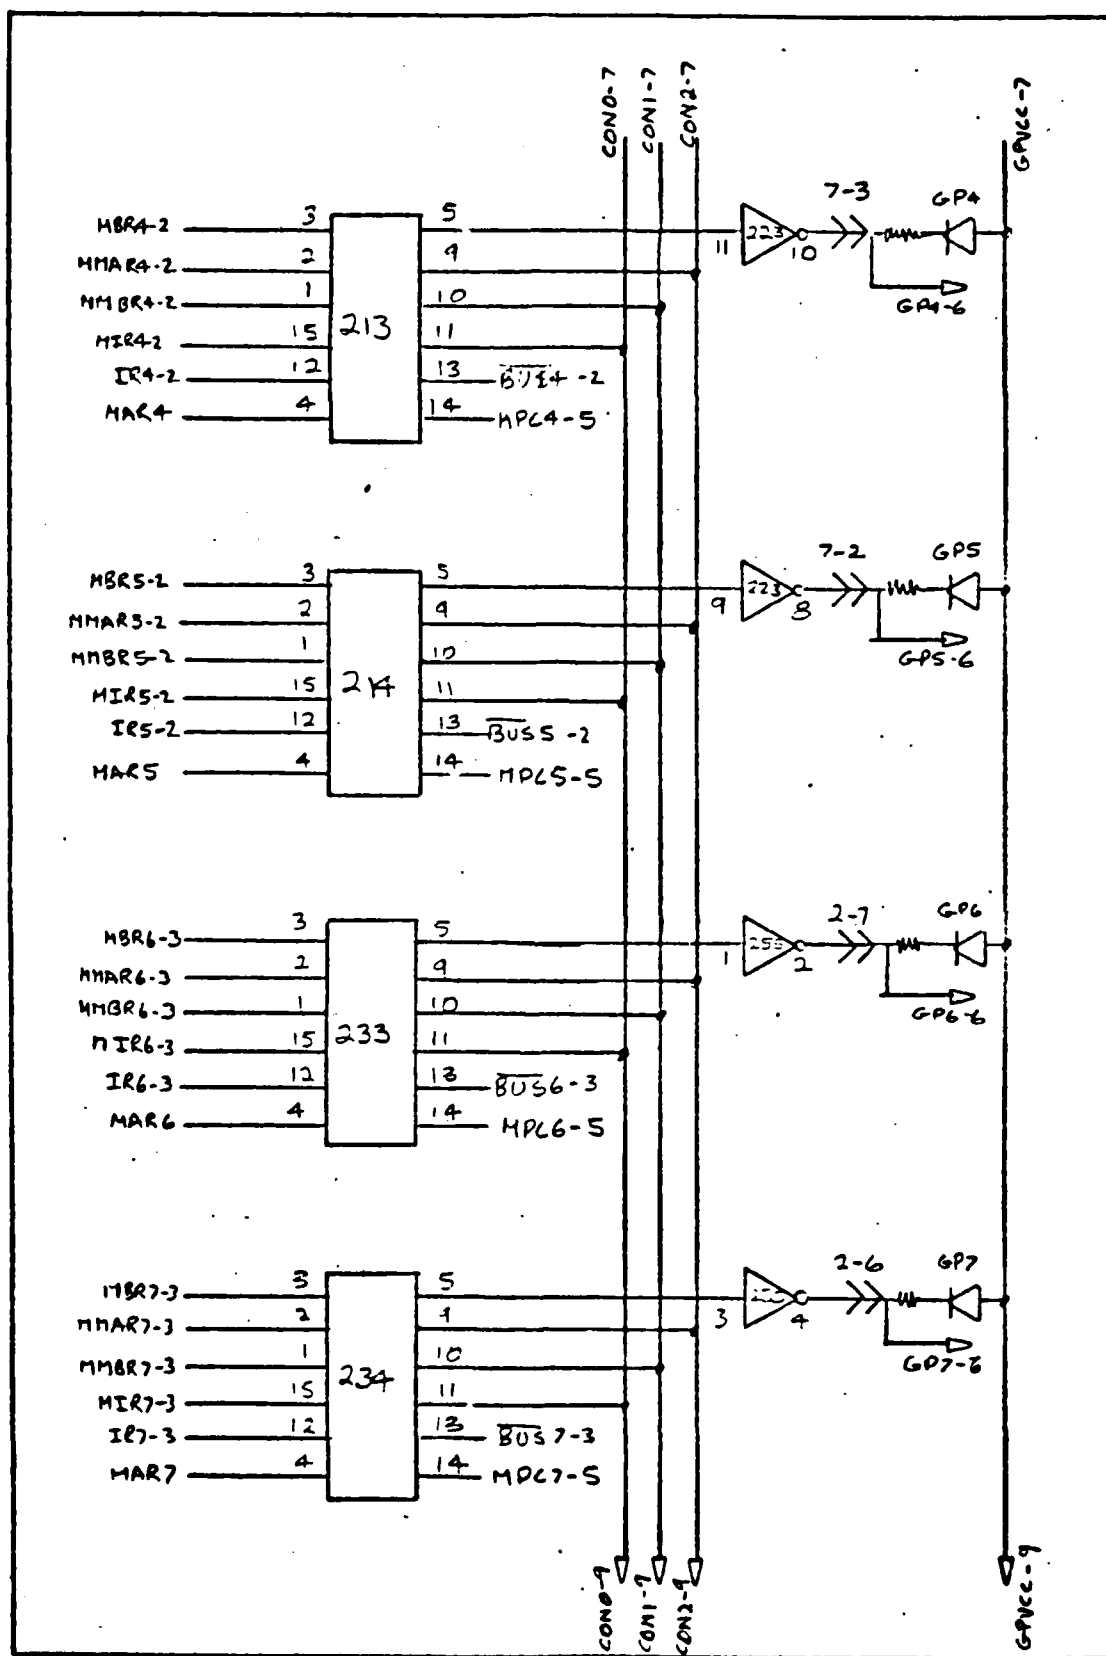 CON0-7
CON1-7
CON2-7
GPVCC-7
MBR4-2 3 5 11 223 10 7-3 GP4
MMAR4-2 2 9
MMBR4-2 1 10 GP4-6
MIR4-2 15 213 11
IR4-2 12 13
MAR4 4 14 MPC4-5
MBR5-2 3 5 9 223 8 7-2 GP5
MMAR5-2 2 9
MMBR5-2 1 10 GP5-6
MIR5-2 15 214 11
IR5-2 12 13 BUS5-2
MAR5 4 14 MPC5-5
MBR6-3 3 5 1 2 2-7 GP6
MMAR6-3 2 9
MMBR6-3 1 10 GP6-6
MIR6-3 15 233 11
IR6-3 12 13 BUS6-3
MAR6 4 14 MPC6-5
MBR7-3 3 5 3 4 2-6 GP7
MMAR7-3 2 9
MMBR7-3 1 10 GP7-6
MIR7-3 15 234 11
IR7-3 12 13 BUS7-3
MAR7 4 14 MPC7-5
CON0-9
CON1-9
CON2-9
GPVCC-9